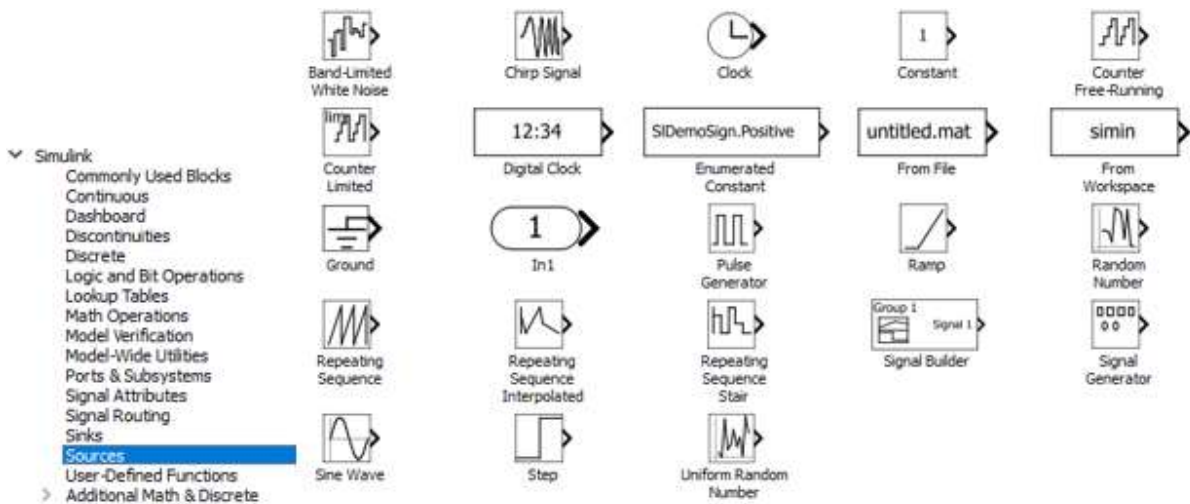 Simulink
Commonly Used Blocks
Continuous
Dashboard
Discontinuities
Discrete
Logic and Bit Operations
Lookup Tables
Math Operations
Model Verification
Model-Wide Utilities
Ports & Subsystems
Signal Attributes
Signal Routing
Sinks
Sources
User-Defined Functions
Additional Math & Discrete
Band-Limited
White Noise
Chirp Signal
Clock
1
Constant
Counter
Free-Running
lim
Counter
Limited
12:34
Digital Clock
SlDemoSign.Positive
Enumerated
Constant
untitled.mat
From File
simin
From
Workspace
Ground
1
In1
Pulse
Generator
Ramp
Random
Number
Repeating
Sequence
Repeating
Sequence
Interpolated
Repeating
Sequence
Stair
Group 1
Signal 1
Signal Builder
Signal
Generator
Sine Wave
Step
Uniform Random
Number